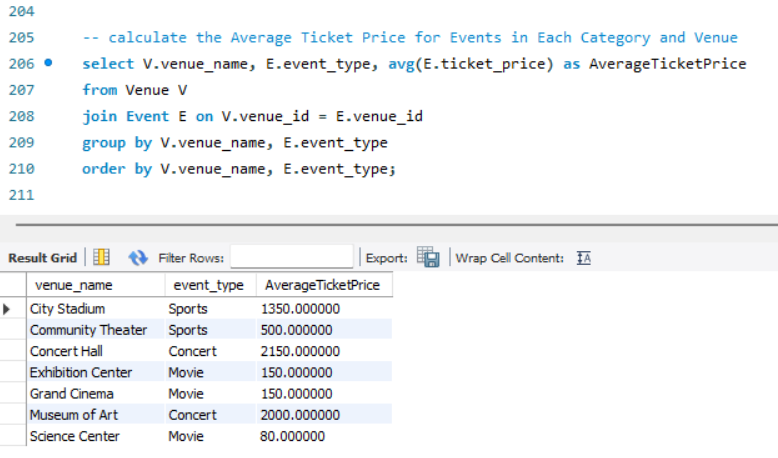 204
205 -- calculate the Average Ticket Price for Events in Each Category and Venue
206 select V.venue_name, E.event_type, avg(E.ticket_price) as AverageTicketPrice
207 from Venue V
208 join Event E on V.venue_id = E.venue_id
209 group by V.venue_name, E.event_type
210 order by V.venue_name, E.event_type;
211
Result Grid Filter Rows: Export: Wrap Cell Content: IA
venue_name event_type AverageTicketPrice
City Stadium Sports 1350.000000
Community Theater Sports 500.000000
Concert Hall Concert 2150.000000
Exhibition Center Movie 150.000000
Grand Cinema Movie 150.000000
Museum of Art Concert 2000.000000
Science Center Movie 80.000000